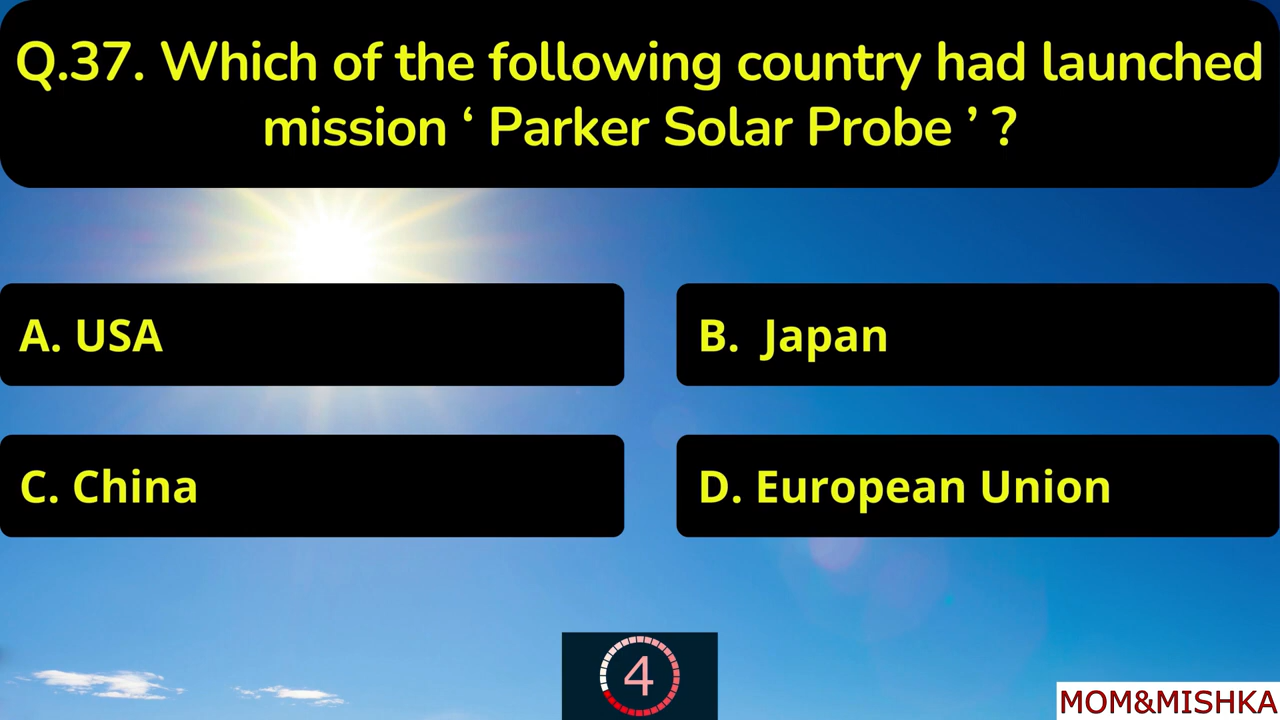 Q.37. Which of the following country had launched
mission ‘ Parker Solar Probe ’ ?
A. USA
B.  Japan
C. China
D. European Union
4
MOM&MISHKA